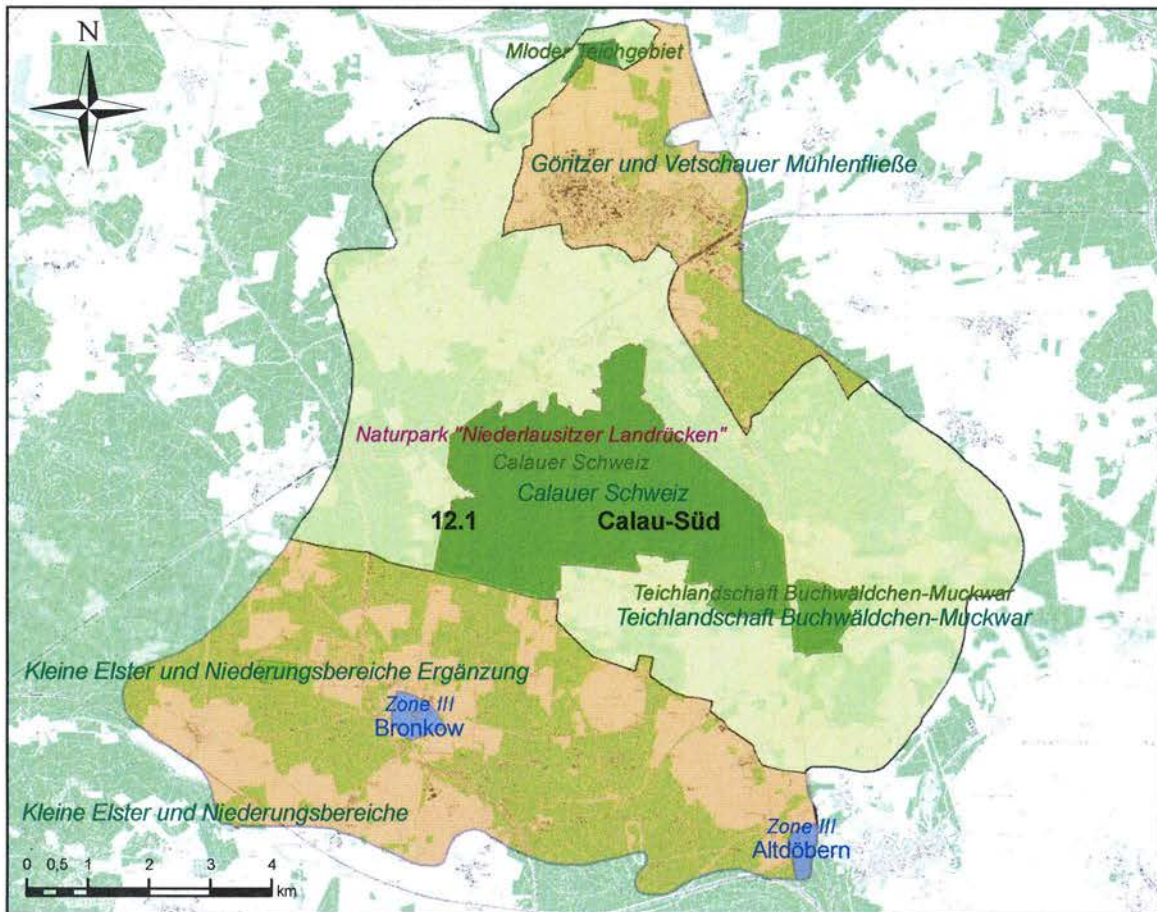 N
Mloder Teichgebiet
Göritzer und Vetschauer Mühlenfließe
Naturpark "Niederlausitzer Landrücken"
Calauer Schweiz
Calauer Schweiz
12.1
Calau-Süd
Teichlandschaft Buchwäldchen-Muckwar
Teichlandschaft Buchwäldchen-Muckwar
Kleine Elster und Niederungsbereiche Ergänzung
Zone III
Bronkow
Kleine Elster und Niederungsbereiche
Zone III
Altdöbern
0 0,5 1 2 3 4
km